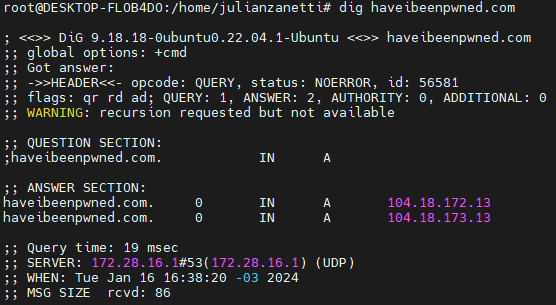 root@DESKTOP-FLOB4DO:/home/julianzanetti# dig haveibeenpwned.com
; <<>> DiG 9.18.18-0ubuntu0.22.04.1-Ubuntu <<>> haveibeenpwned.com
;; global options: +cmd
;; Got answer:
;; ->>HEADER<<- opcode: QUERY, status: NOERROR, id: 56581
;; flags: qr rd ad; QUERY: 1, ANSWER: 2, AUTHORITY: 0, ADDITIONAL: 0
;; WARNING: recursion requested but not available
;; QUESTION SECTION:
;haveibeenpwned.com. IN A
;; ANSWER SECTION:
haveibeenpwned.com. 0 IN A 104.18.172.13
haveibeenpwned.com. 0 IN A 104.18.173.13
;; Query time: 19 msec
;; SERVER: 172.28.16.1#53(172.28.16.1) (UDP)
;; WHEN: Tue Jan 16 16:38:20 -03 2024
;; MSG SIZE rcvd: 86